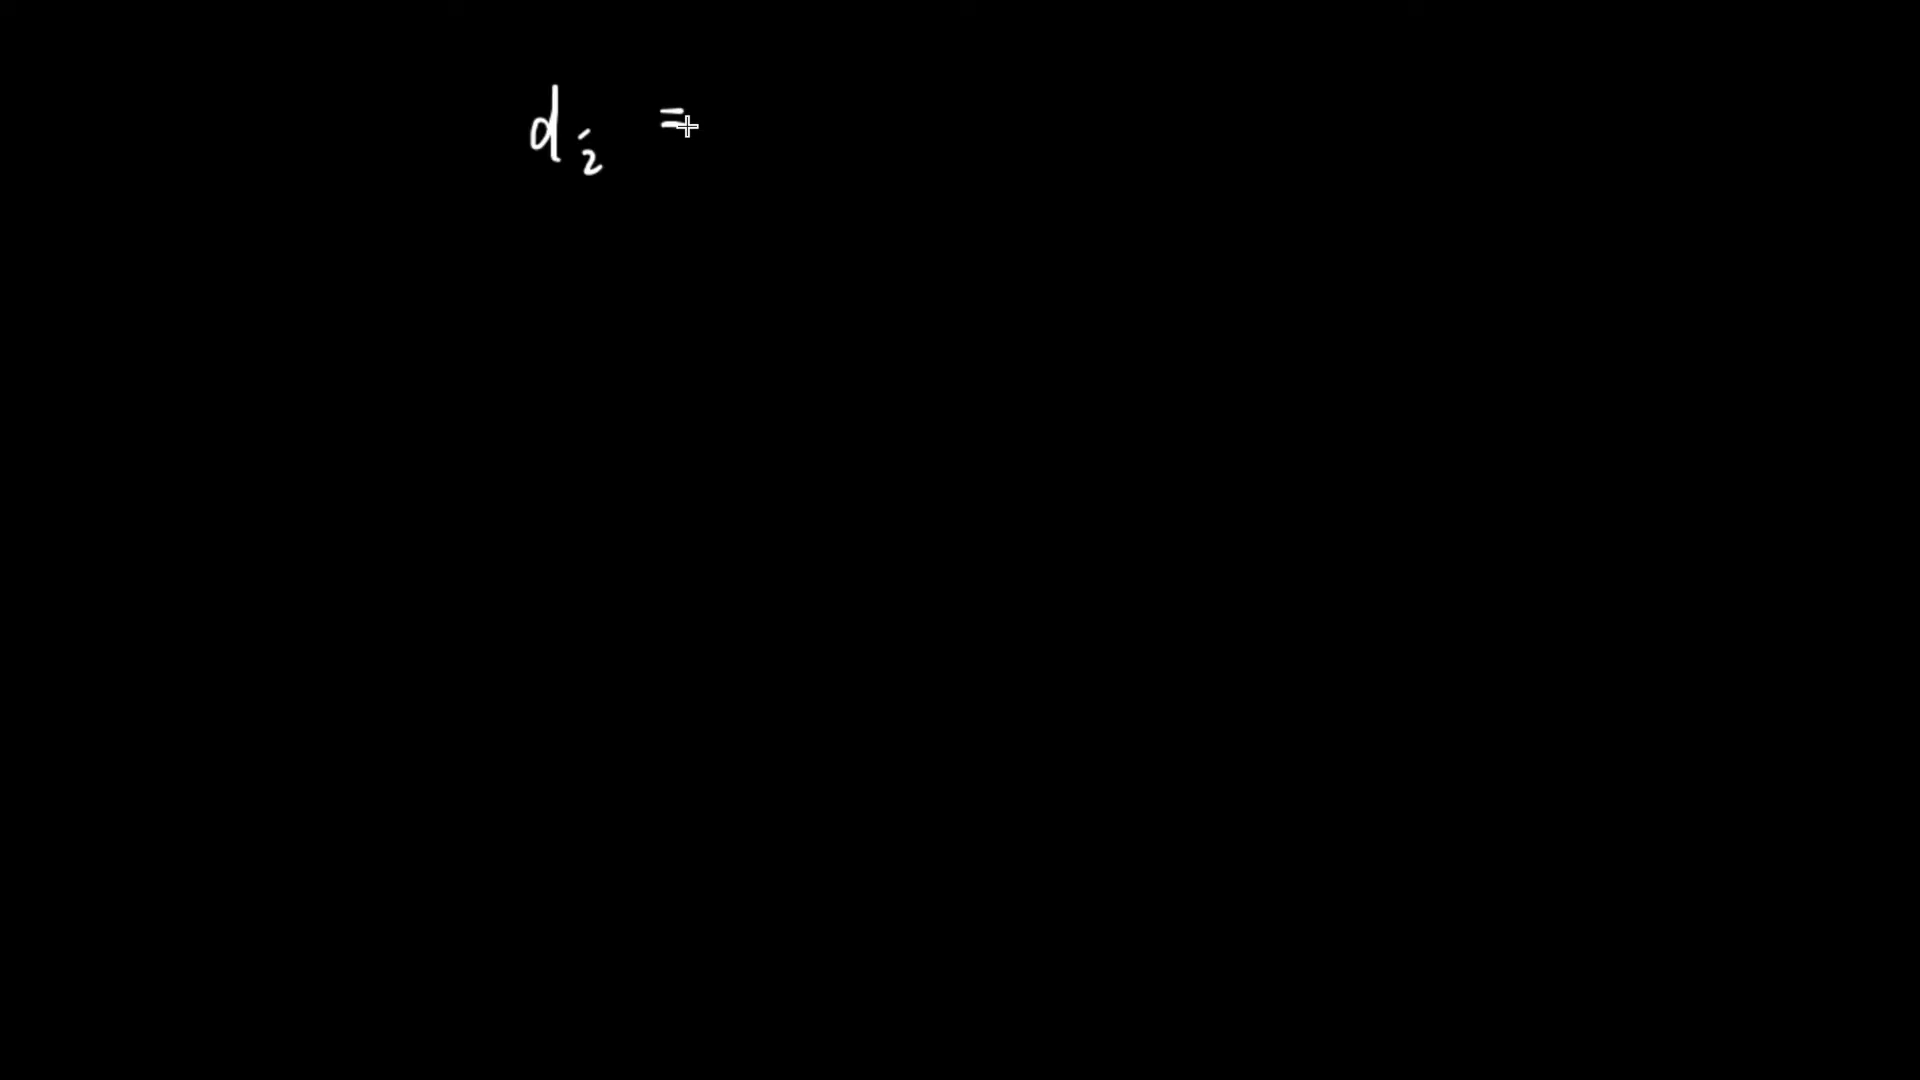 d₂́ =